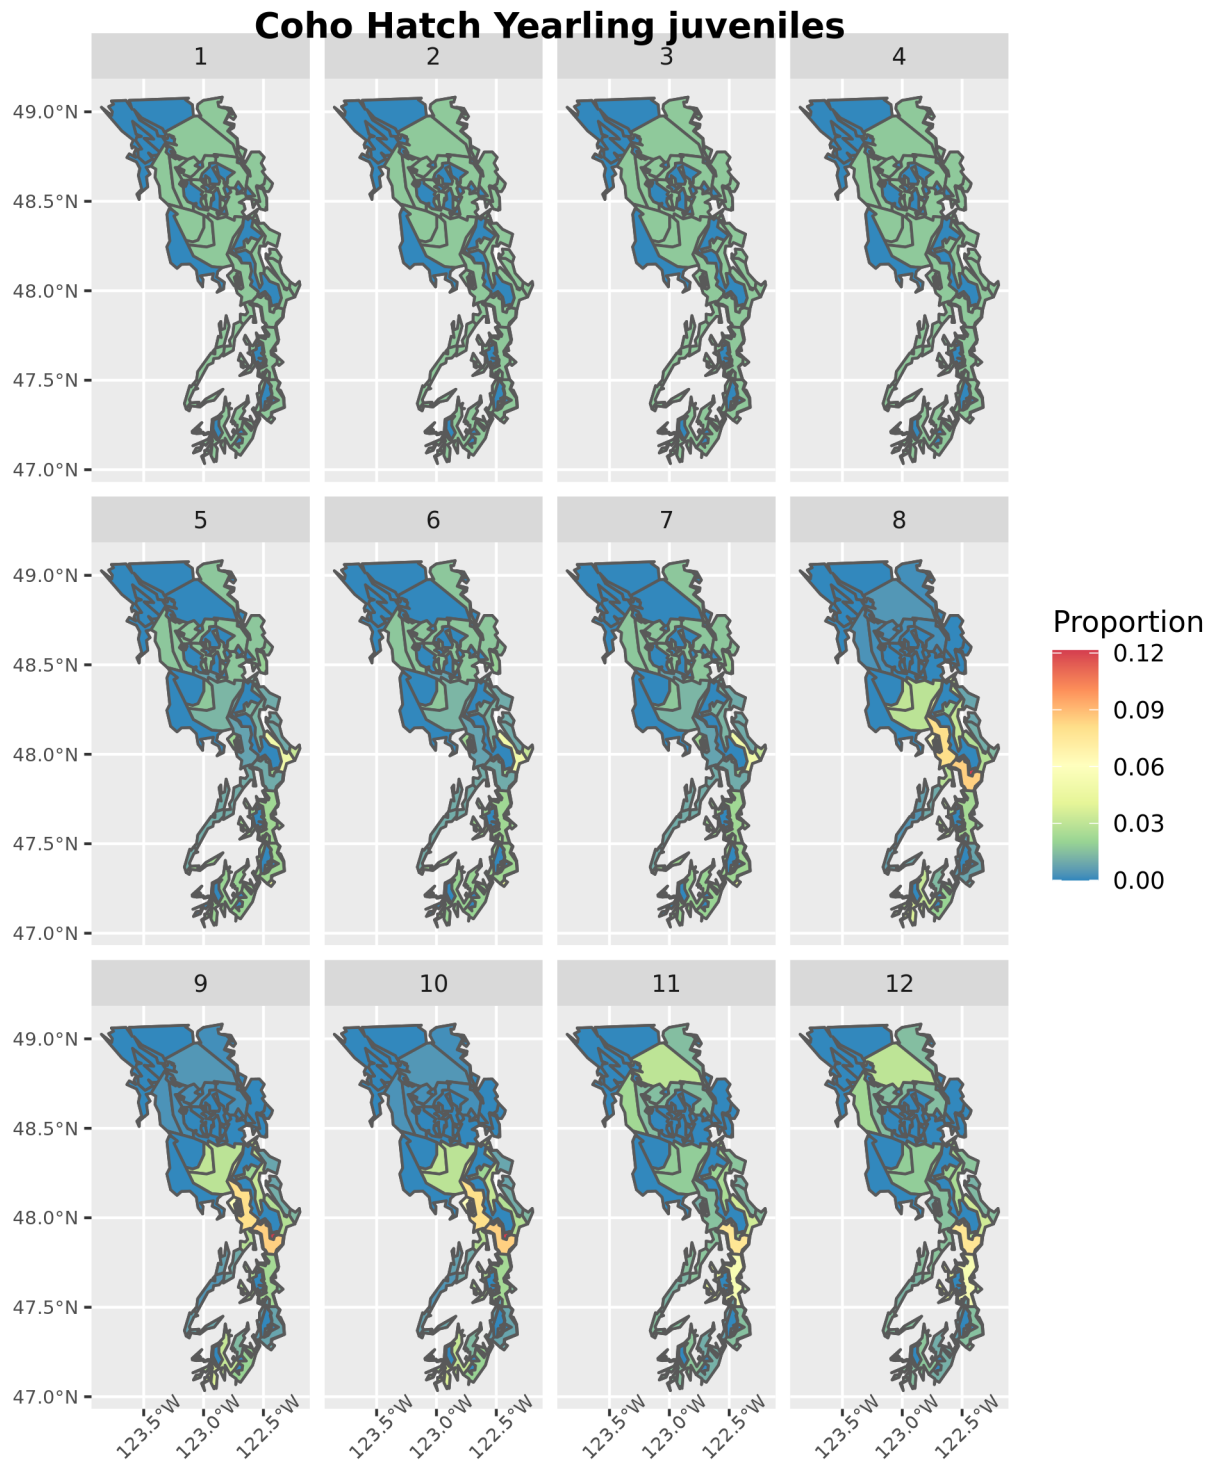 Coho Hatch Yearling juveniles
1 2 3 4
49.0°N
48.5°N
48.0°N
47.5°N
47.0°N
5 6 7 8
49.0°N
48.5°N
48.0°N
47.5°N
47.0°N
Proportion
0.12
0.09
0.06
0.03
0.00
9 10 11 12
49.0°N
48.5°N
48.0°N
47.5°N
47.0°N
123.5°W 123.0°W 122.5°W 123.5°W 123.0°W 122.5°W 123.5°W 123.0°W 122.5°W 123.5°W 123.0°W 122.5°W